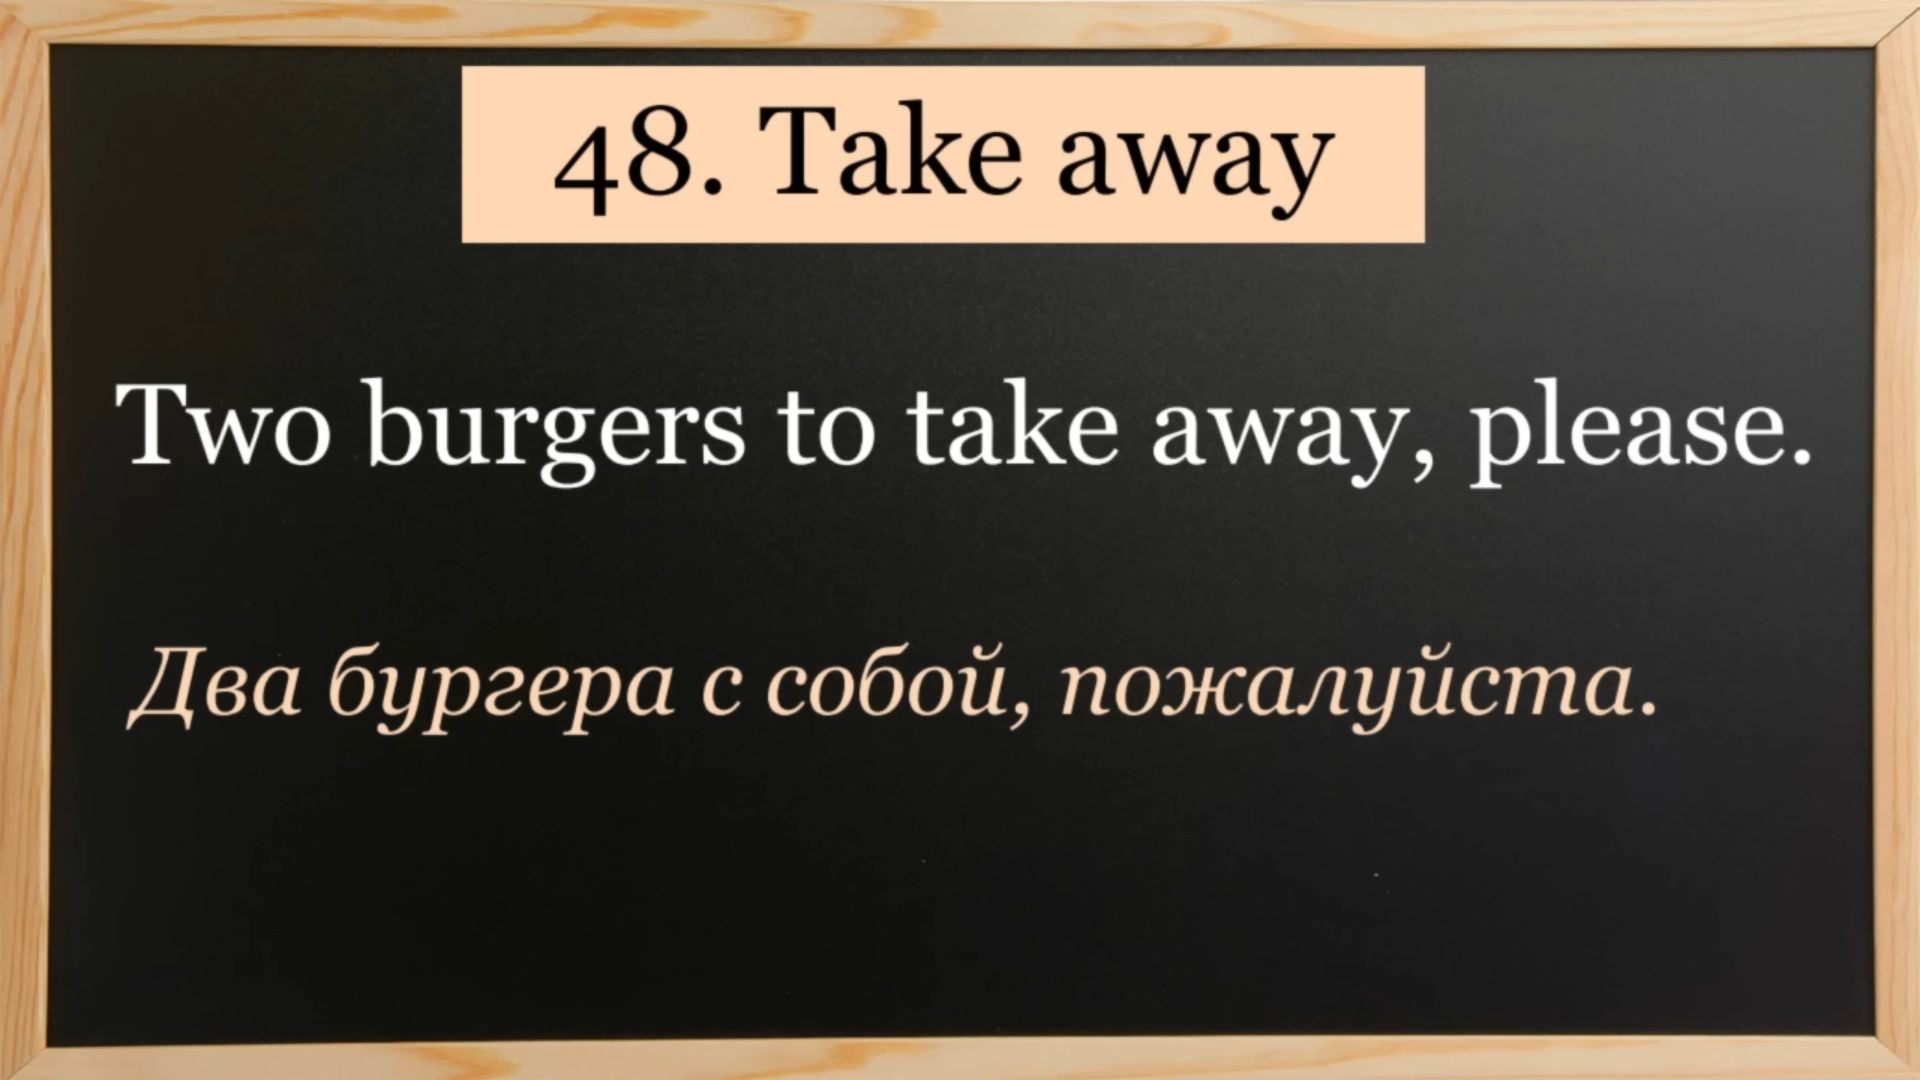 48. Take away
Two burgers to take away, please.
Два бургера с собой, пожалуйста.